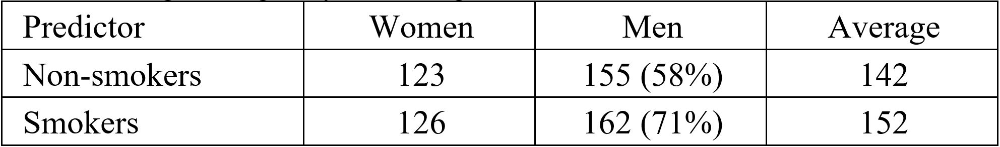 Predictor Women Men Average
Non-smokers 123 155 (58%) 142
Smokers 126 162 (71%) 152